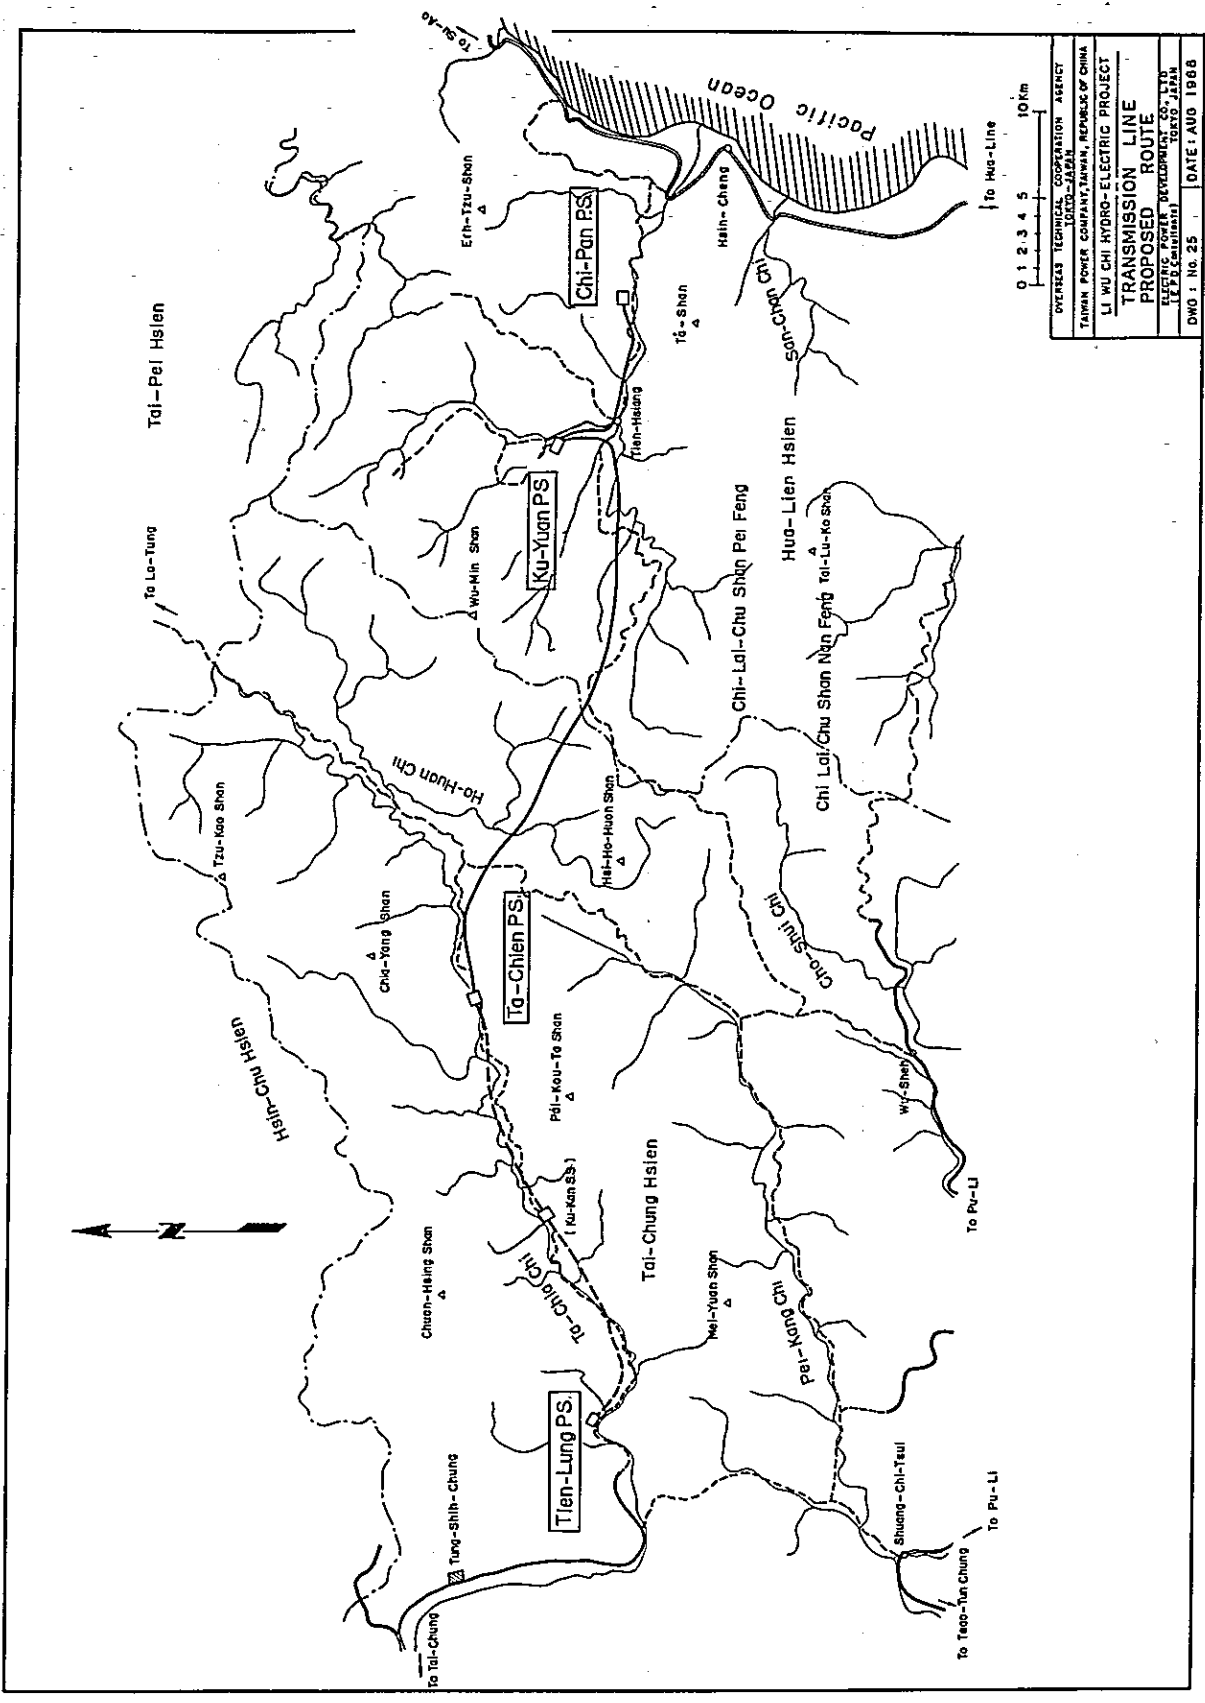 To Su-Ao
Pacific Ocean
To Hua-Line
Hsin-Cheng
San-Chan Chi
Erh-Tzu-Shan
Chi-Pan P.S.
Ta-Shan
Tai-Pei Hsien
Tien-Hsiang
Ku-Yuan P.S.
Wu-Min Shan
To Lo-Tung
Hua-Lien Hsien
Tai-Lu-Ko Shan
Chi-Lai-Chu Shan Pei Feng
Chi Lai Chu Shan Nan Feng
Ho-Huan Chi
Hai-Ho-Huan Shan
Tzu-Kao Shan
Chia-Yang Shan
Ta-Chien P.S.
Cho-Shui Chi
Hsin-Chu Hsien
Pai-Kou-Ta Shan
Wu-Sheh
To Pu-Li
N
( Ku-Kan S.S. )
Tai-Chung Hsien
Chuan-Hsing Shan
Ta-Chia Chi
Mei-Yuan Shan
Pei-Kang Chi
Tien-Lung P.S.
Tung-Shih-Chung
Shuang-Chi-Tsui
To Pu-Li
To Tsao-Tun Chung
To Tai-Chung
0 1 2 3 4 5 10Km
OVERSEAS TECHNICAL COOPERATION AGENCY
TOKYO-JAPAN
TAIWAN POWER COMPANY, TAIWAN, REPUBLIC OF CHINA
LI WU CHI HYDRO-ELECTRIC PROJECT
TRANSMISSION LINE
PROPOSED ROUTE
ELECTRIC POWER DEVELOPMENT CO., LTD
(E.P.D.C Consultants) TOKYO JAPAN
DWG : No. 25 DATE : AUG 1968